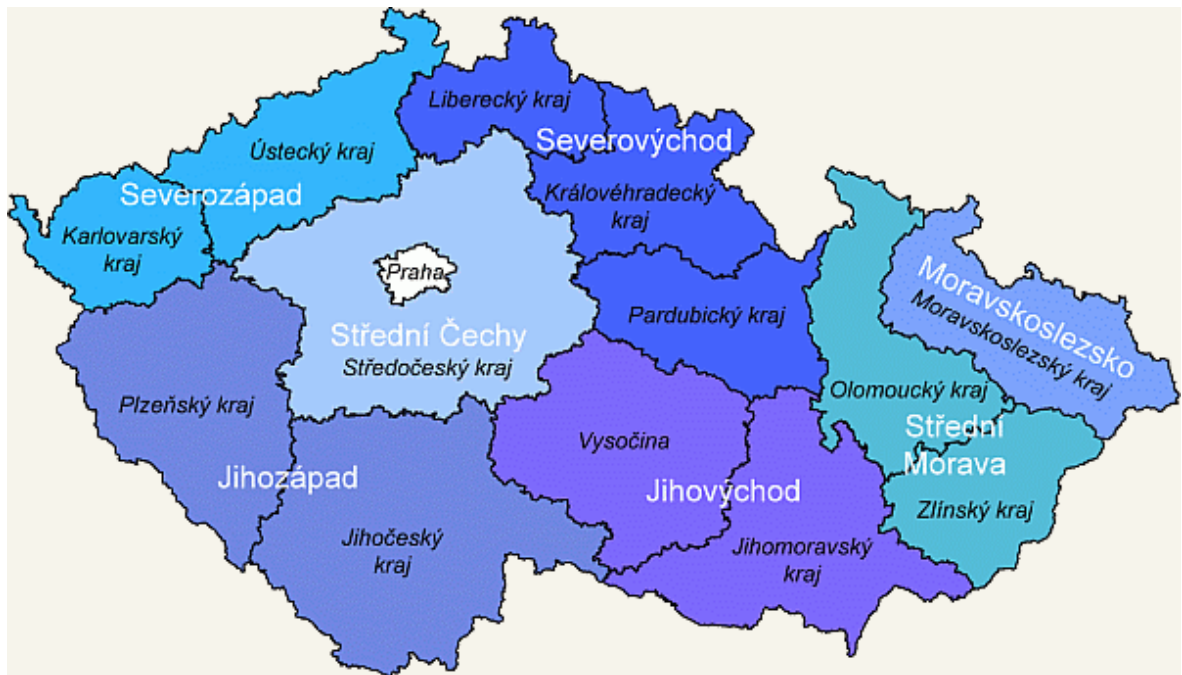 Liberecký kraj
Severovýchod
Ústecký kraj
Severozápad
Královéhradecký
kraj
Karlovarský
kraj
Praha
Moravskoslezsko
Moravskoslezský kraj
Pardubický kraj
Střední Čechy
Středočeský kraj
Plzeňský kraj
Olomoucký kraj
Střední
Morava
Vysočina
Jihozápad
Jihovýchod
Zlínský kraj
Jihočeský
kraj
Jihomoravský
kraj